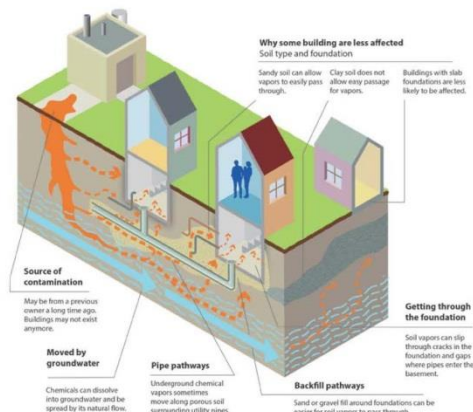 Why some building are less affected
Soil type and foundation
Sandy soil can allow
vapors to easily pass
through.
Clay soil does not
allow easy passage
for vapors.
Buildings with slab
foundations are less
likely to be affected.
Source of
contamination
May be from a previous
owner a long time ago.
Buildings may not exist
anymore.
Moved by
groundwater
Chemicals can dissolve
into groundwater and be
spread by its natural flow.
Pipe pathways
Underground chemical
vapors sometimes
move along porous soil
surrounding utility pipes
Backfill pathways
Sand or gravel fill around foundations can be
easier for soil vapors to pass through
Getting through
the foundation
Soil vapors can slip
through cracks in the
foundation and gaps
where pipes enter the
basement.